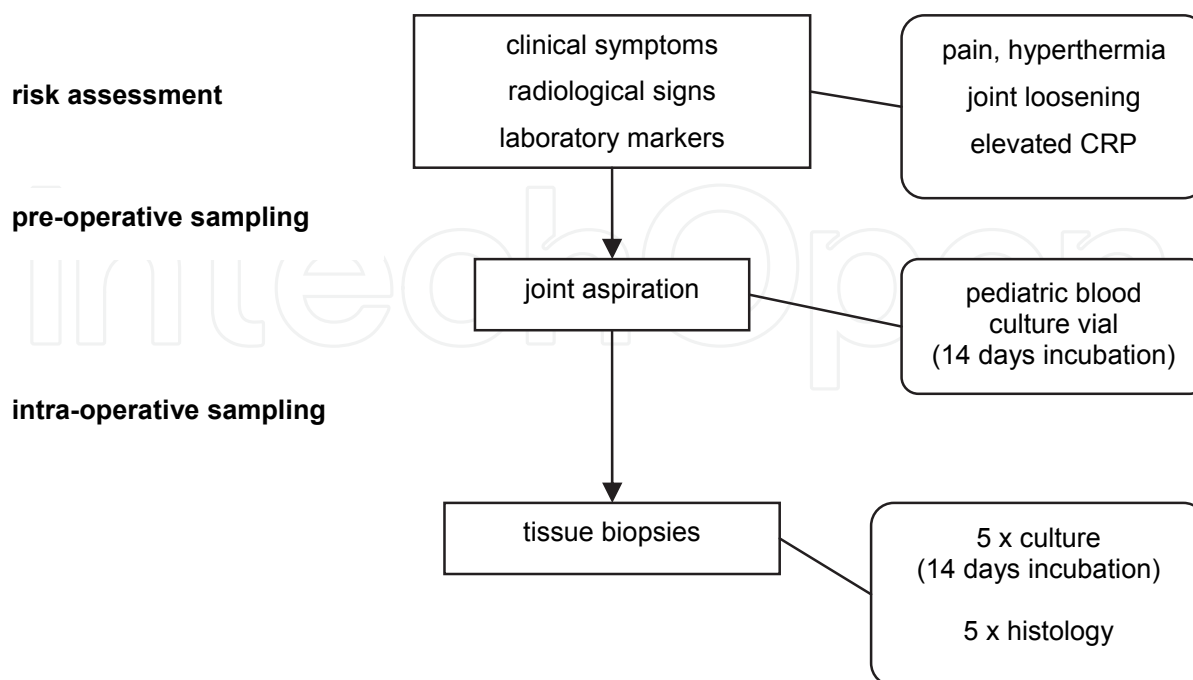 risk assessment
clinical symptoms
radiological signs
laboratory markers
pain, hyperthermia
joint loosening
elevated CRP
pre-operative sampling
IntechOpen
joint aspiration
pediatric blood
culture vial
(14 days incubation)
intra-operative sampling
tissue biopsies
5 x culture
(14 days incubation)
5 x histology